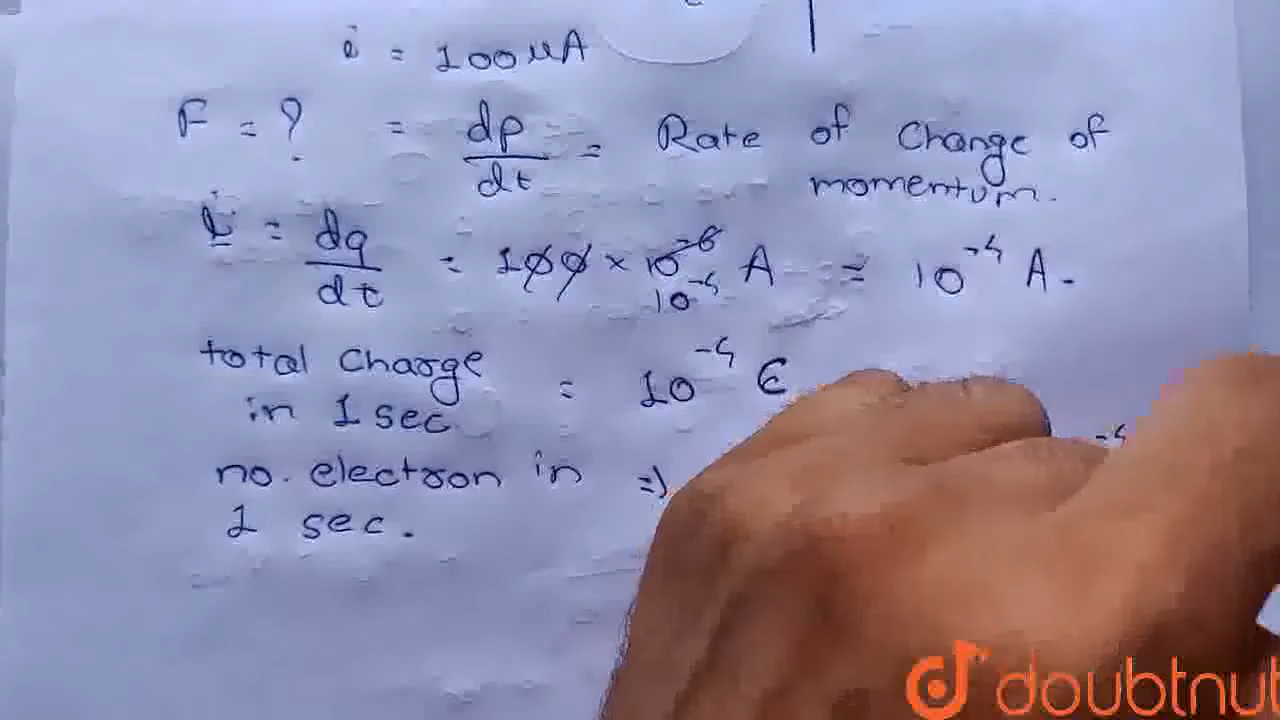 i = 100 μA
F = ? = dp/dt = Rate of Change of
momentum.
i = dq/dt = 100 × 10⁻⁶ A = 10⁻⁴ A.
10⁻⁴
total Charge
in 1 sec = 10⁻⁴ C
no. electron in ⇒
1 sec.
-4
doubtnut